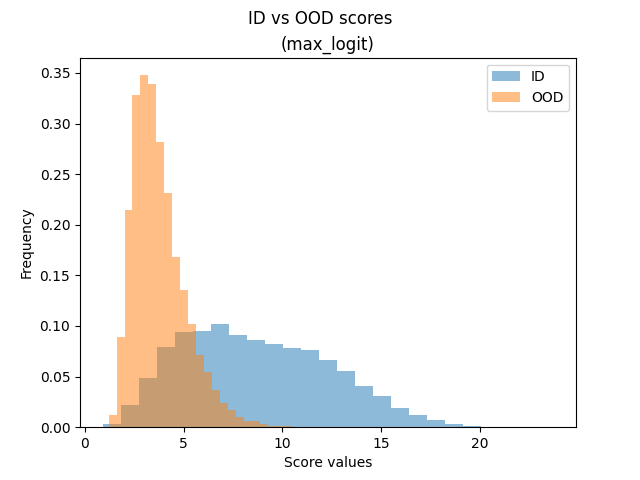 ID vs OOD scores
(max_logit)
ID
OOD
0.35
0.30
0.25
0.20
0.15
0.10
0.05
0.00
Frequency
0 5 10 15 20
Score values